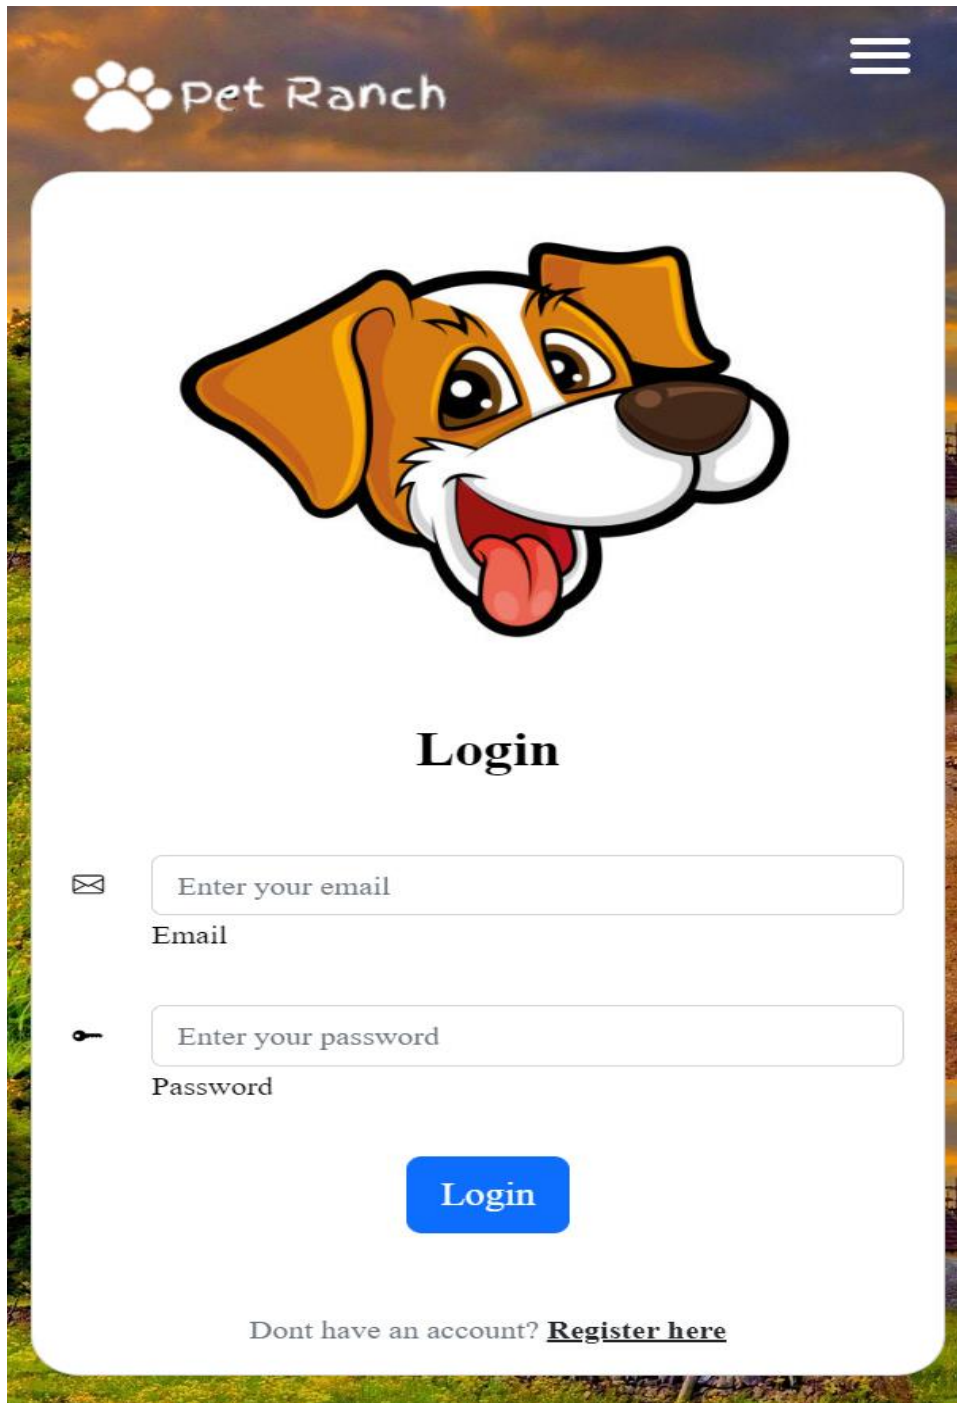 Pet Ranch
Login
Enter your email
Email
Enter your password
Password
Login
Dont have an account? Register here